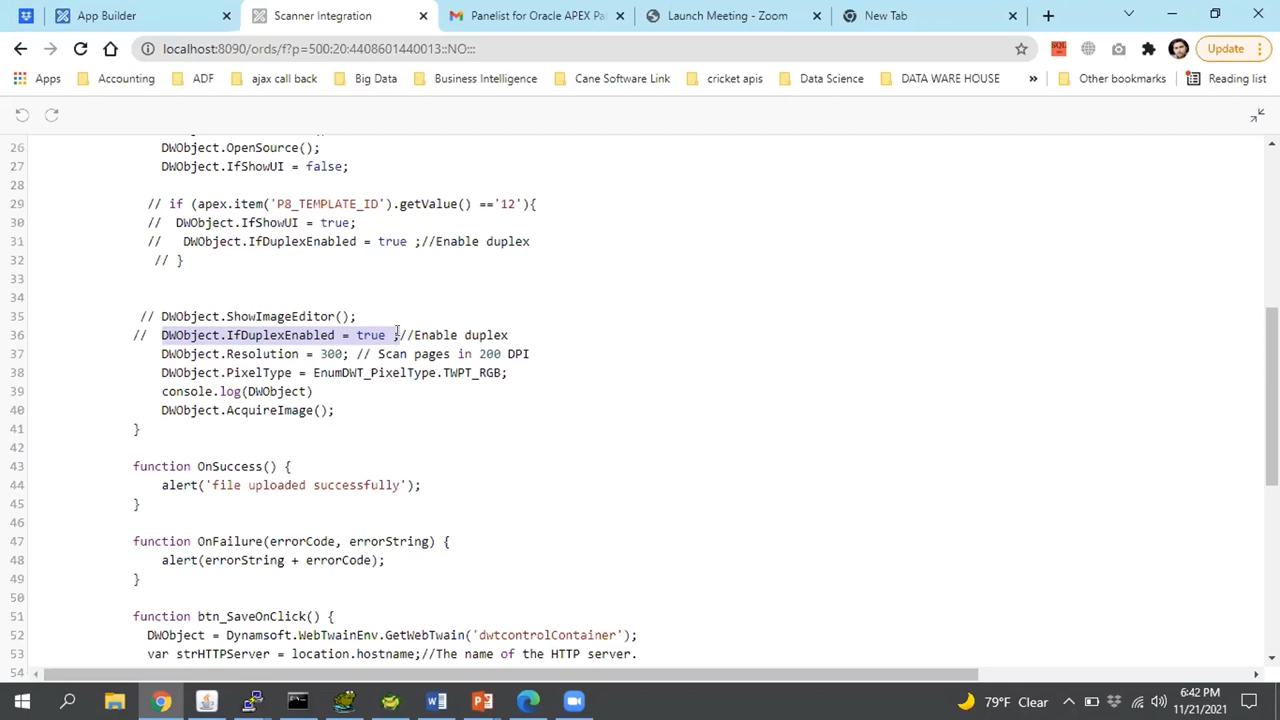 App Builder
Scanner Integration
Panelist for Oracle APEX Pa
Launch Meeting - Zoom
New Tab
localhost:8090/ords/f?p=500:20:4408601440013::NO:::
Update
Apps
Accounting
ADF
ajax call back
Big Data
Business Intelligence
Cane Software Link
cricket apis
Data Science
DATA WARE HOUSE
»
Other bookmarks
Reading list
26 DWObject.OpenSource();
27 DWObject.IfShowUI = false;
28
29 // if (apex.item('P8_TEMPLATE_ID').getValue() =='12'){
30 // DWObject.IfShowUI = true;
31 // DWObject.IfDuplexEnabled = true ;//Enable duplex
32 // }
33
34
35 // DWObject.ShowImageEditor();
36 // DWObject.IfDuplexEnabled = true ;//Enable duplex
37 DWObject.Resolution = 300; // Scan pages in 200 DPI
38 DWObject.PixelType = EnumDWT_PixelType.TWPT_RGB;
39 console.log(DWObject)
40 DWObject.AcquireImage();
41 }
42
43 function OnSuccess() {
44 alert('file uploaded successfully');
45 }
46
47 function OnFailure(errorCode, errorString) {
48 alert(errorString + errorCode);
49 }
50
51 function btn_SaveOnClick() {
52 DWObject = Dynamsoft.WebTwainEnv.GetWebTwain('dwtcontrolContainer');
53 var strHTTPServer = location.hostname;//The name of the HTTP server.
54
79°F Clear
6:42 PM
11/21/2021